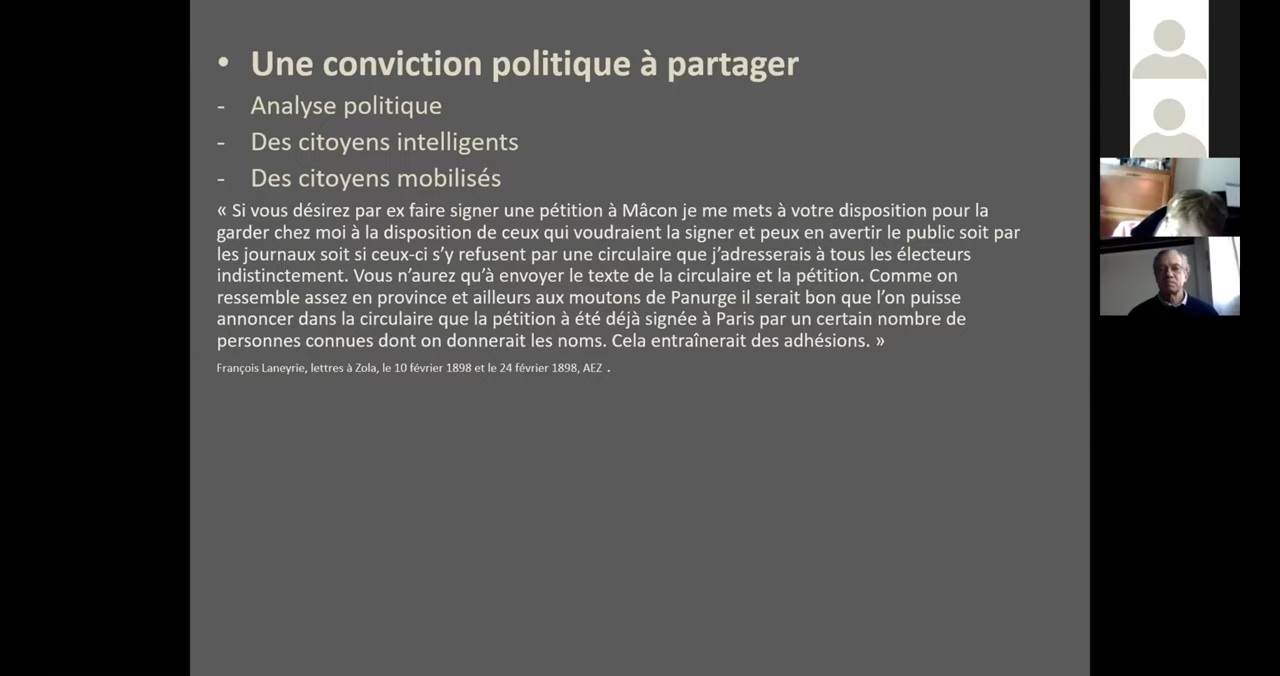 • Une conviction politique à partager
- Analyse politique
- Des citoyens intelligents
- Des citoyens mobilisés
« Si vous désirez par ex faire signer une pétition à Mâcon je me mets à votre disposition pour la
garder chez moi à la disposition de ceux qui voudraient la signer et peux en avertir le public soit par
les journaux soit si ceux-ci s’y refusent par une circulaire que j’adresserais à tous les électeurs
indistinctement. Vous n’aurez qu’à envoyer le texte de la circulaire et la pétition. Comme on
ressemble assez en province et ailleurs aux moutons de Panurge il serait bon que l’on puisse
annoncer dans la circulaire que la pétition à été déjà signée à Paris par un certain nombre de
personnes connues dont on donnerait les noms. Cela entraînerait des adhésions. »
François Laneyrie, lettres à Zola, le 10 février 1898 et le 24 février 1898, AEZ .